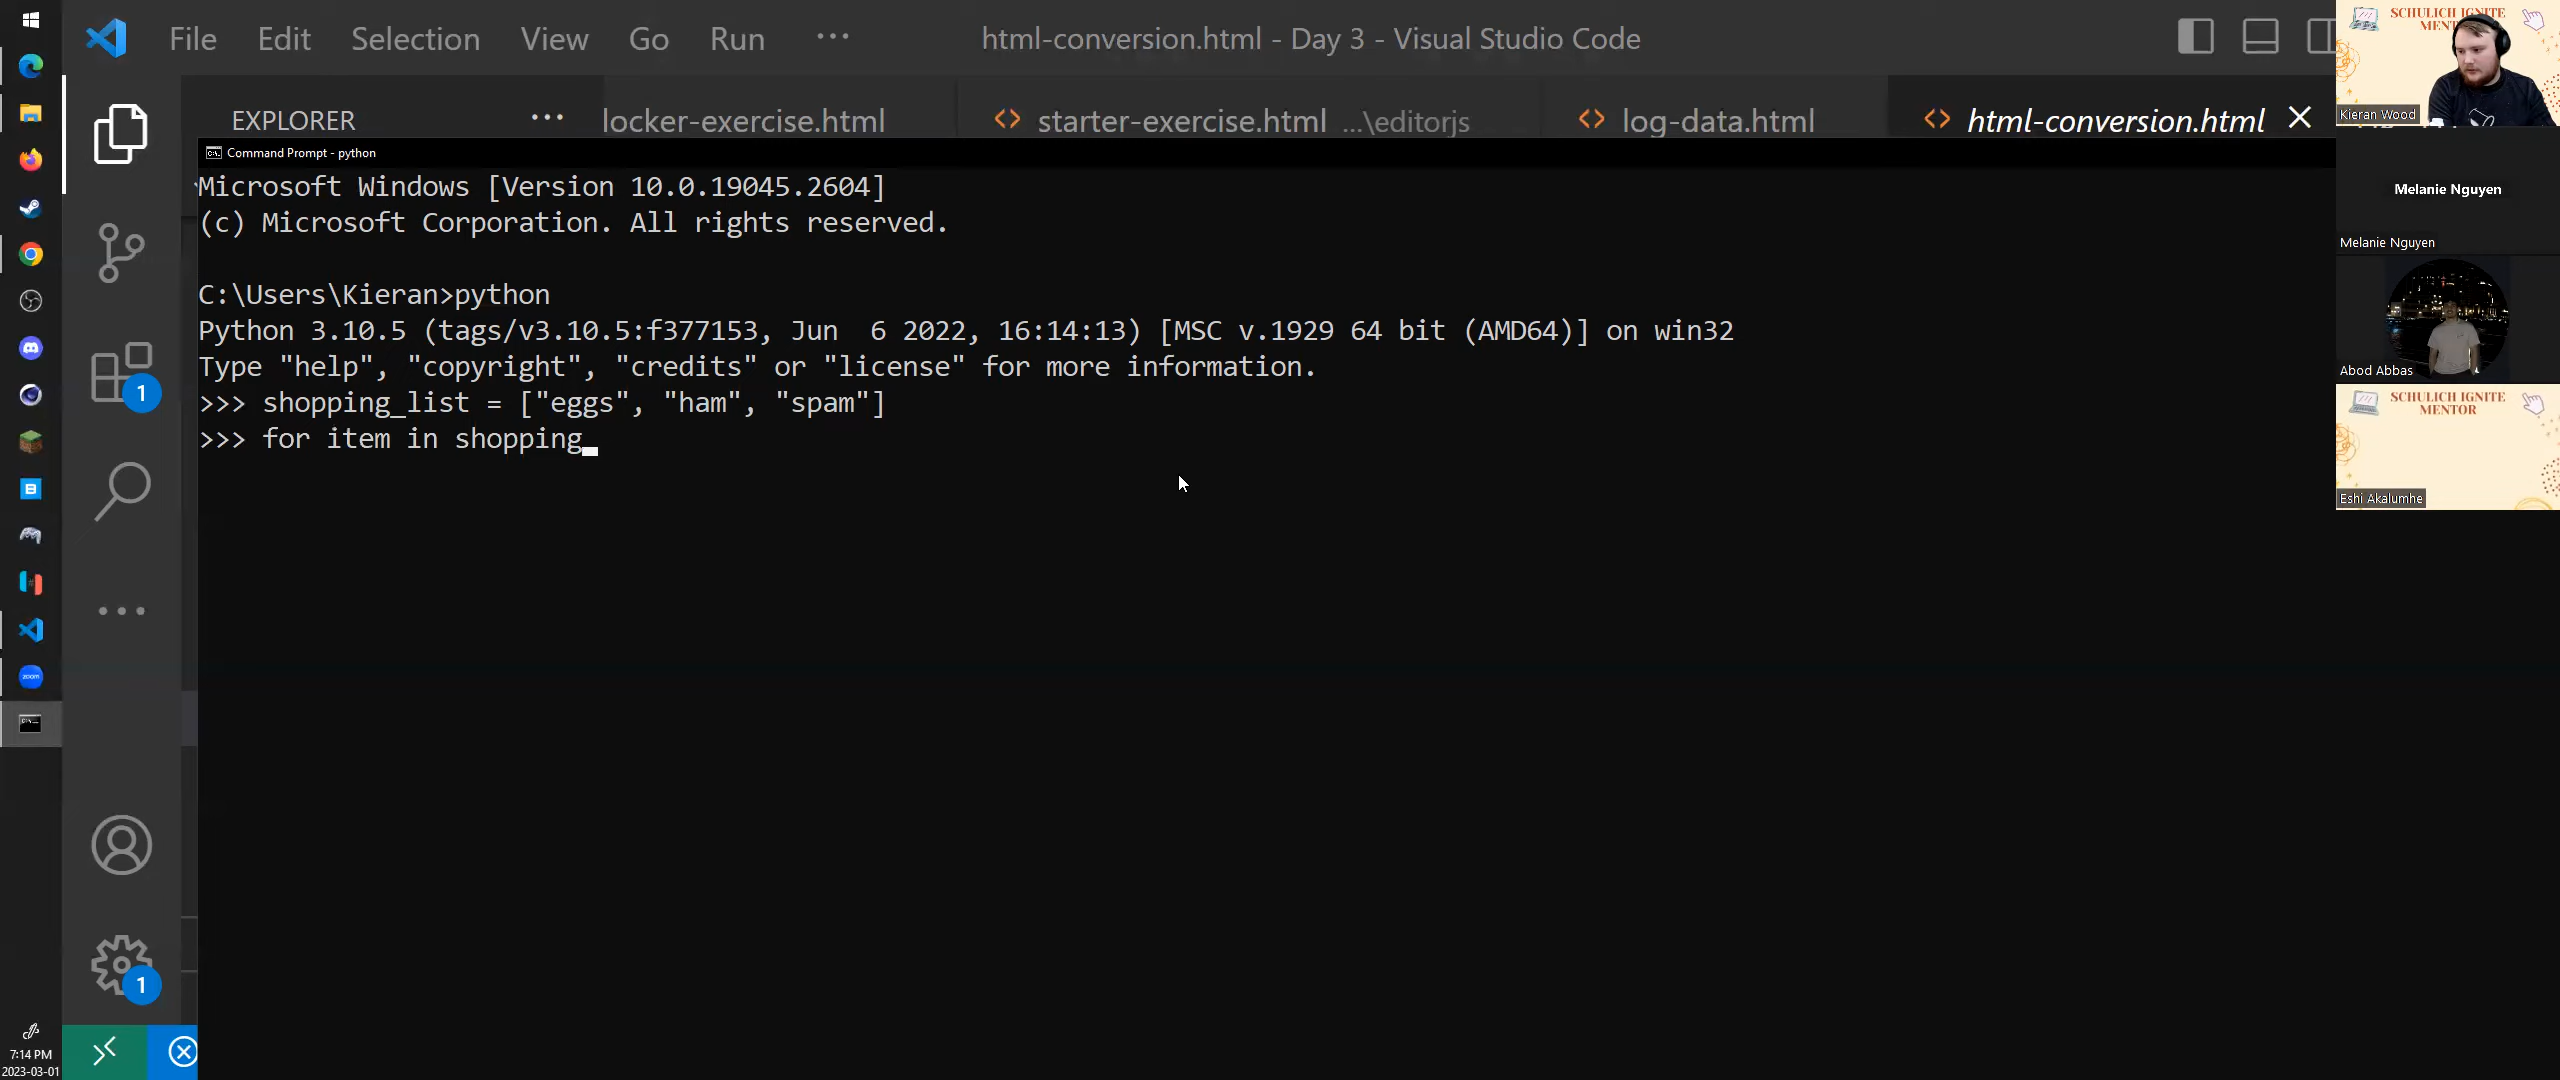 File Edit Selection View Go Run ··· html-conversion.html - Day 3 - Visual Studio Code
EXPLORER ··· locker-exercise.html starter-exercise.html ...\editorjs log-data.html html-conversion.html
Command Prompt - python
Microsoft Windows [Version 10.0.19045.2604]
(c) Microsoft Corporation. All rights reserved.
C:\Users\Kieran>python
Python 3.10.5 (tags/v3.10.5:f377153, Jun  6 2022, 16:14:13) [MSC v.1929 64 bit (AMD64)] on win32
Type "help", "copyright", "credits" or "license" for more information.
>>> shopping_list = ["eggs", "ham", "spam"]
>>> for item in shopping_
1
1
zoom
7:14 PM
2023-03-01
SCHULICH IGNITE
Kieran Wood
Melanie Nguyen
Melanie Nguyen
Abod Abbas
SCHULICH IGNITE
MENTOR
Eshi Akalumhe